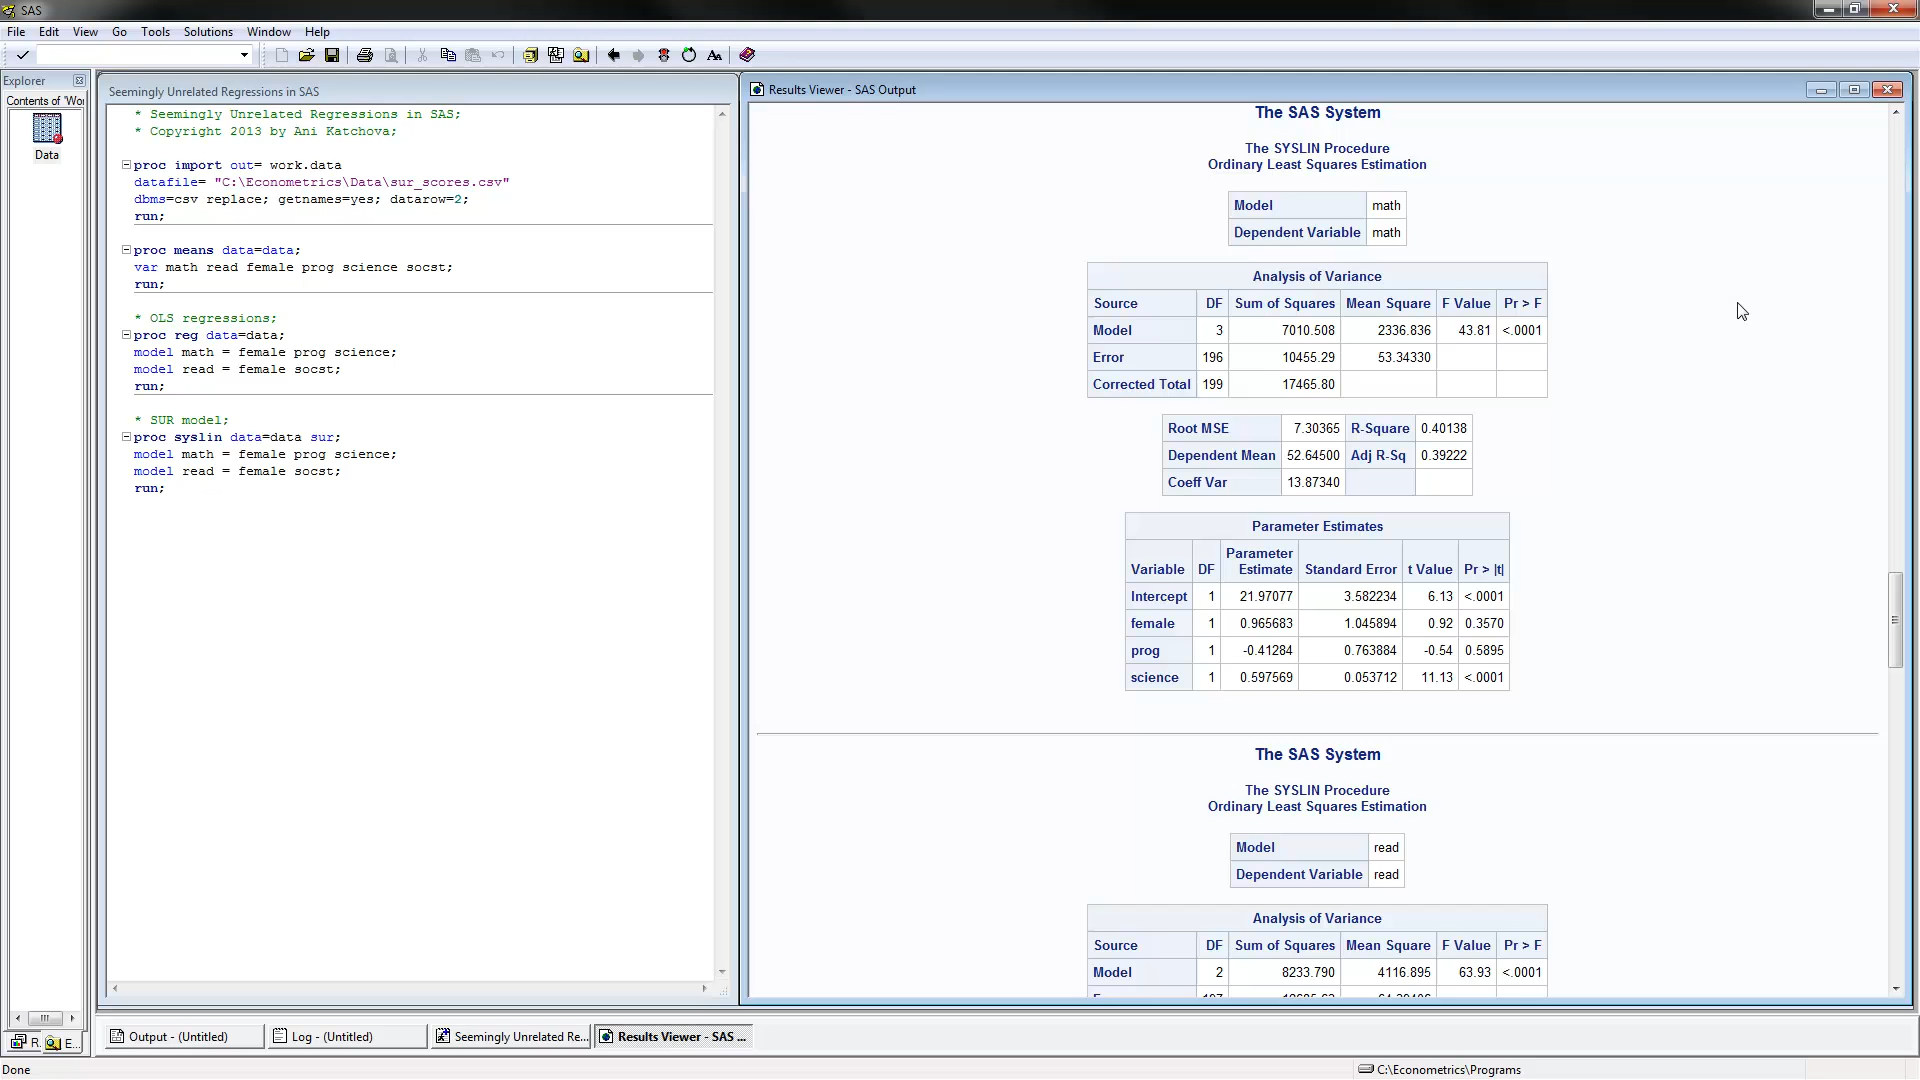 SAS
File Edit View Go Tools Solutions Window Help
Explorer
Contents of 'Wor
Data
Seemingly Unrelated Regressions in SAS
* Seemingly Unrelated Regressions in SAS;
* Copyright 2013 by Ani Katchova;
proc import out= work.data
datafile= "C:\Econometrics\Data\sur_scores.csv"
dbms=csv replace; getnames=yes; datarow=2;
run;
proc means data=data;
var math read female prog science socst;
run;
* OLS regressions;
proc reg data=data;
model math = female prog science;
model read = female socst;
run;
* SUR model;
proc syslin data=data sur;
model math = female prog science;
model read = female socst;
run;
Results Viewer - SAS Output
The SAS System
The SYSLIN Procedure
Ordinary Least Squares Estimation
Model math
Dependent Variable math
Analysis of Variance
Source DF Sum of Squares Mean Square F Value Pr > F
Model 3 7010.508 2336.836 43.81 <.0001
Error 196 10455.29 53.34330
Corrected Total 199 17465.80
Root MSE 7.30365 R-Square 0.40138
Dependent Mean 52.64500 Adj R-Sq 0.39222
Coeff Var 13.87340
Parameter Estimates
Variable DF Parameter Estimate Standard Error t Value Pr > |t|
Intercept 1 21.97077 3.582234 6.13 <.0001
female 1 0.965683 1.045894 0.92 0.3570
prog 1 -0.41284 0.763884 -0.54 0.5895
science 1 0.597569 0.053712 11.13 <.0001
The SAS System
The SYSLIN Procedure
Ordinary Least Squares Estimation
Model read
Dependent Variable read
Analysis of Variance
Source DF Sum of Squares Mean Square F Value Pr > F
Model 2 8233.790 4116.895 63.93 <.0001
R... E...
Output - (Untitled)
Log - (Untitled)
Seemingly Unrelated Re...
Results Viewer - SAS ...
Done
C:\Econometrics\Programs